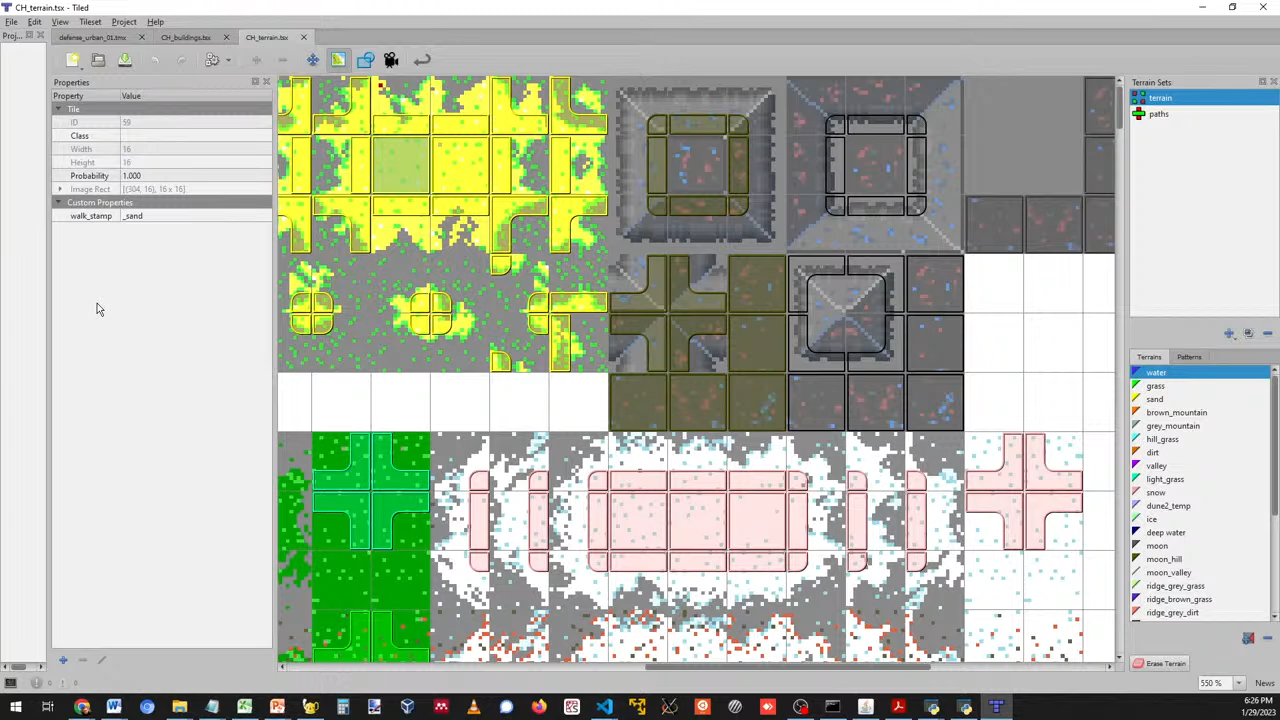 CH_terrain.tsx - Tiled
File Edit View Tileset Project Help
Proj...
defense_urban_01.tmx
CH_buildings.tsx
CH_terrain.tsx
Properties
Property Value
Tile
ID 59
Class
Width 16
Height 16
Probability 1.000
Image Rect [(304, 16), 16 x 16]
Custom Properties
walk_stamp _sand
Terrain Sets
terrain
paths
Terrains Patterns
water
grass
sand
brown_mountain
grey_mountain
hill_grass
dirt
valley
light_grass
snow
dune2_temp
ice
deep water
moon
moon_hill
moon_valley
ridge_grey_grass
ridge_brown_grass
ridge_grey_dirt
Erase Terrain
0 0
550 % News
6:26 PM
1/29/2023